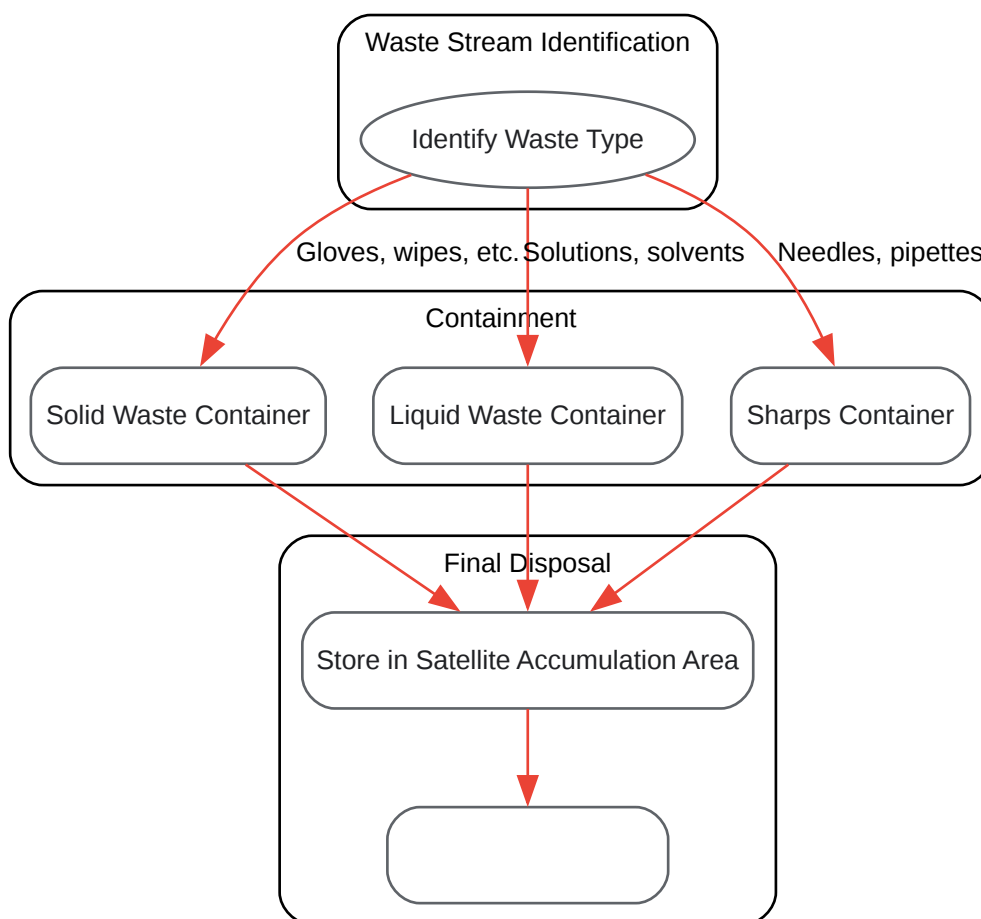 Waste Stream Identification
Identify Waste Type
Gloves, wipes, etc.
Solutions, solvents
Needles, pipettes
Containment
Solid Waste Container
Liquid Waste Container
Sharps Container
Final Disposal
Store in Satellite Accumulation Area